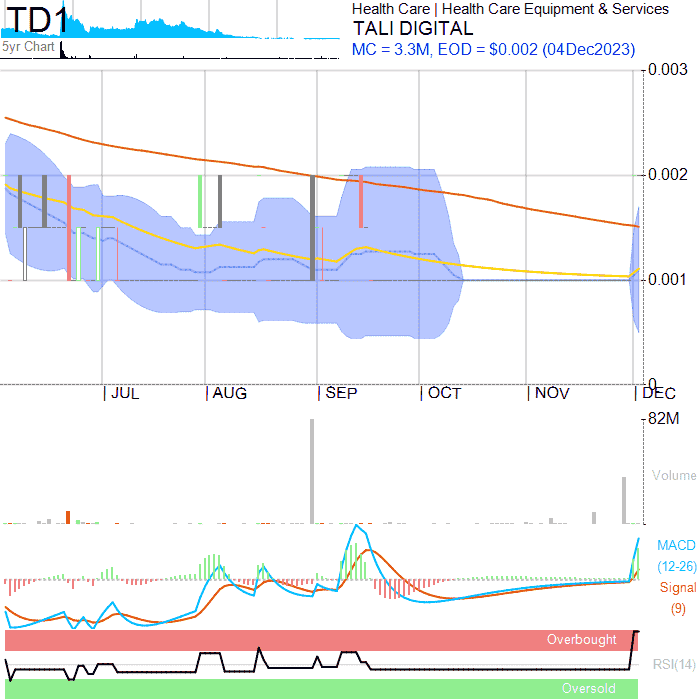 TD1
5yr Chart
Health Care | Health Care Equipment & Services
TALI DIGITAL
MC = 3.3M, EOD = $0.002 (04Dec2023)
0.003
0.002
0.001
0
JUL
AUG
SEP
OCT
NOV
DEC
82M
Volume
MACD
(12-26)
Signal
(9)
Overbought
RSI(14)
Oversold